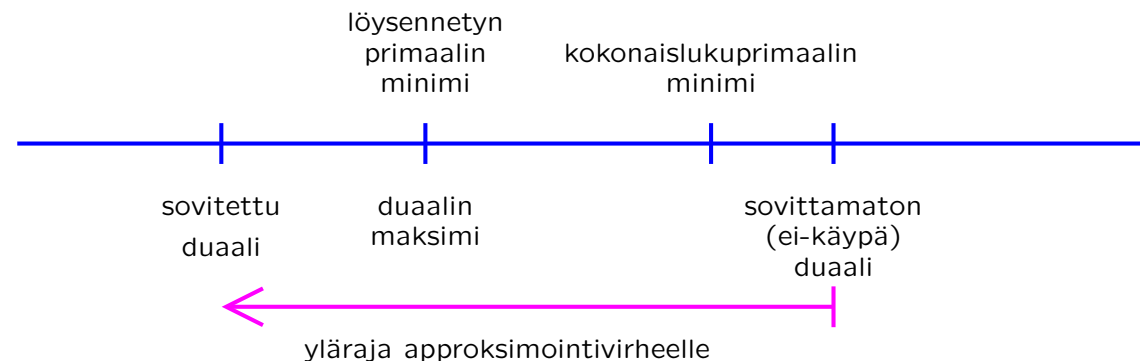 löysennetyn
primaalin
minimi
kokonaislukuprimaalin
minimi
sovitettu
duaali
duaalin
maksimi
sovittamaton
(ei-käypä)
duaali
yläraja approksimointivirheelle